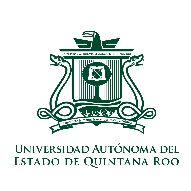 UNIVERSIDAD AUTÓNOMA DEL
ESTADO DE QUINTANA ROO